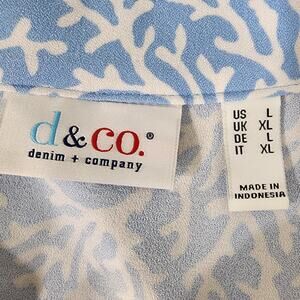 d&co.®
denim + company
US L
UK XL
DE L
IT XL
MADE IN
INDONESIA